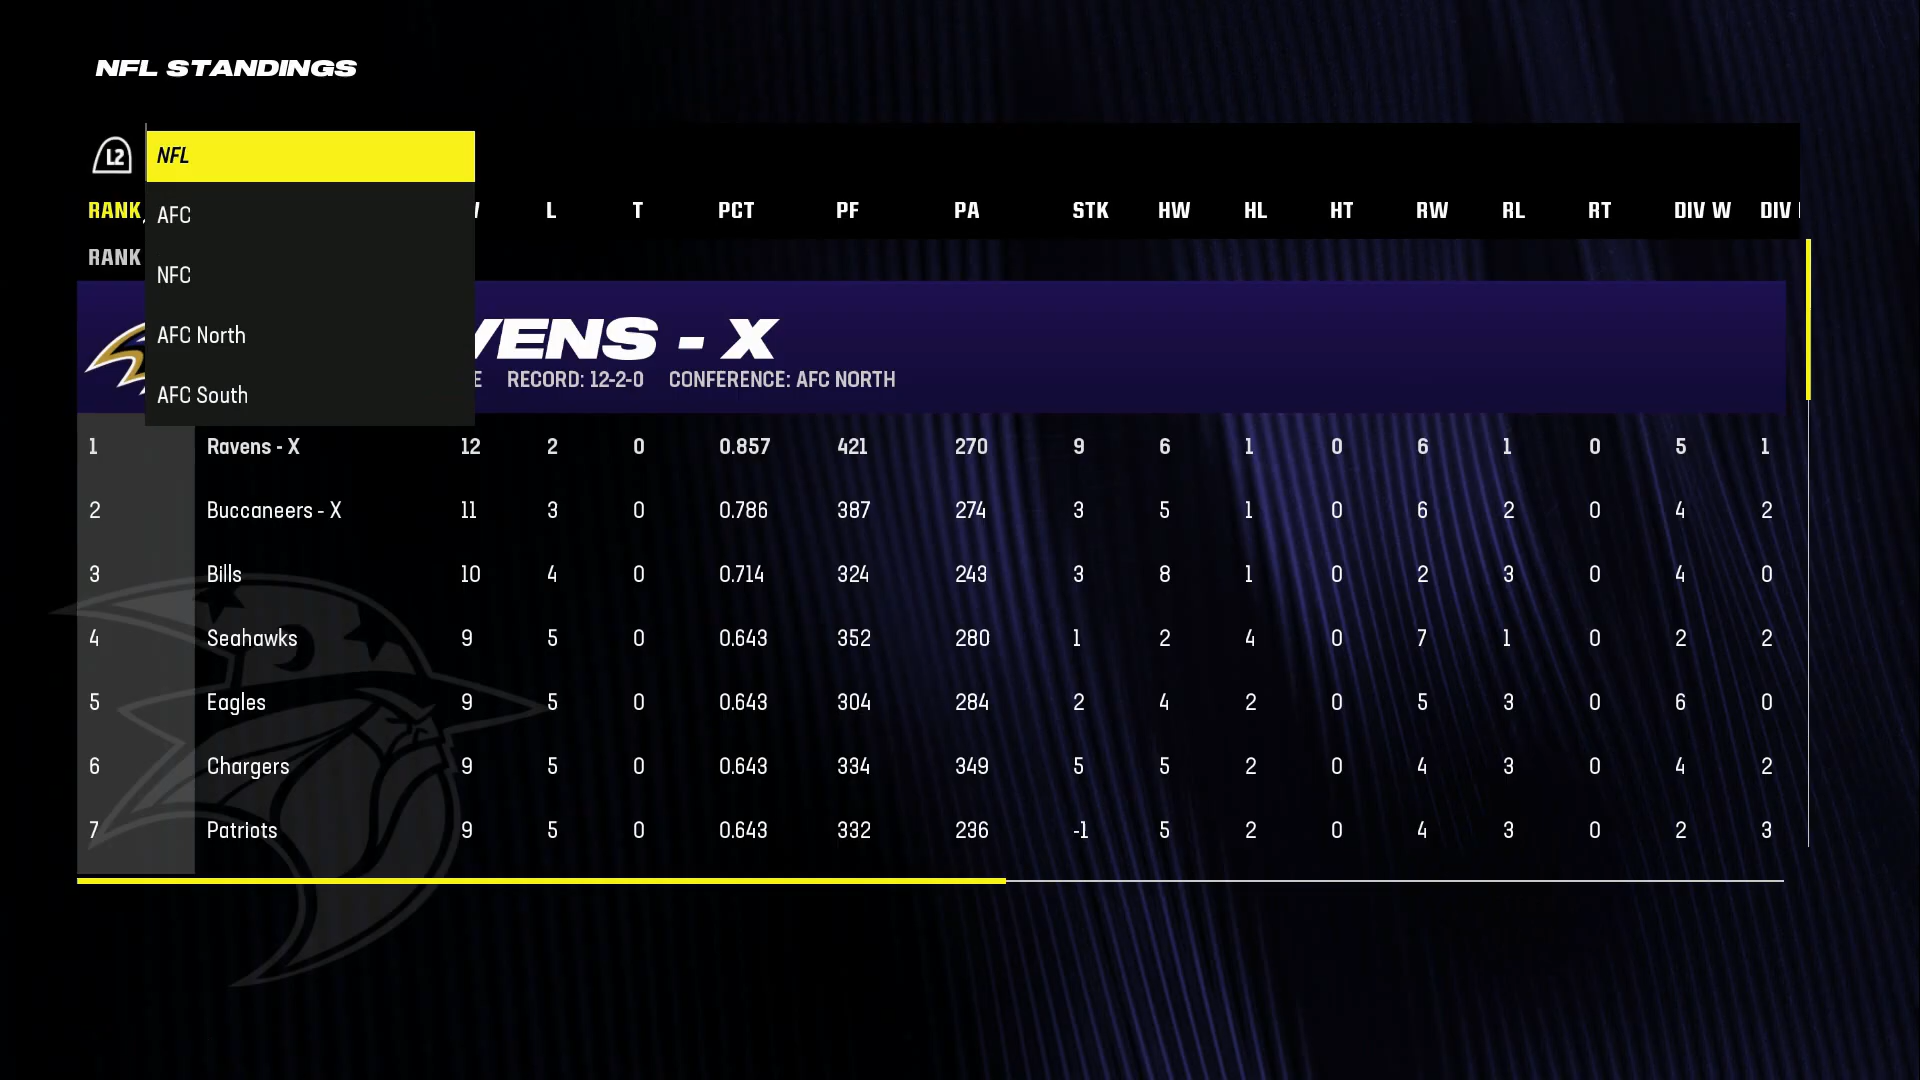 NFL STANDINGS
L2 NFL
RANK L T PCT PF PA STK HW HL HT RW RL RT DIV W DIV
AFC
RANK
NFC
AFC North
VENS - X
RECORD: 12-2-0 CONFERENCE: AFC NORTH
AFC South
1 Ravens - X 12 2 0 0.857 421 270 9 6 1 0 6 1 0 5 1
2 Buccaneers - X 11 3 0 0.786 387 274 3 5 1 0 6 2 0 4 2
3 Bills 10 4 0 0.714 324 243 3 8 1 0 2 3 0 4 0
4 Seahawks 9 5 0 0.643 352 280 1 2 4 0 7 1 0 2 2
5 Eagles 9 5 0 0.643 304 284 2 4 2 0 5 3 0 6 0
6 Chargers 9 5 0 0.643 334 349 5 5 2 0 4 3 0 4 2
7 Patriots 9 5 0 0.643 332 236 -1 5 2 0 4 3 0 2 3